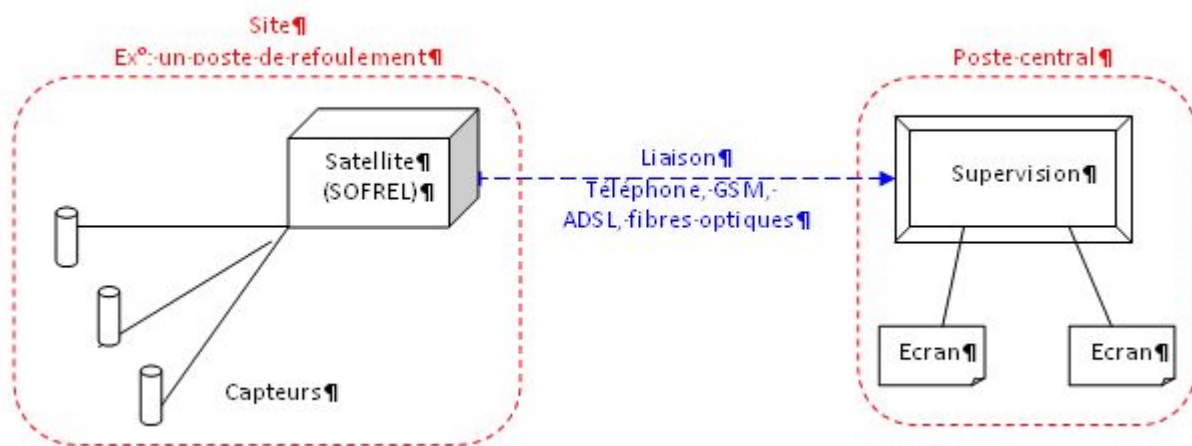 Site¶
Ex°:·un·poste·de·refoulement¶
Poste·central¶
Satellite¶
(SOFREL)¶
Liaison¶
Téléphone,·GSM,·
ADSL,·fibres·optiques¶
Supervision¶
Capteurs¶
Ecran¶
Ecran¶